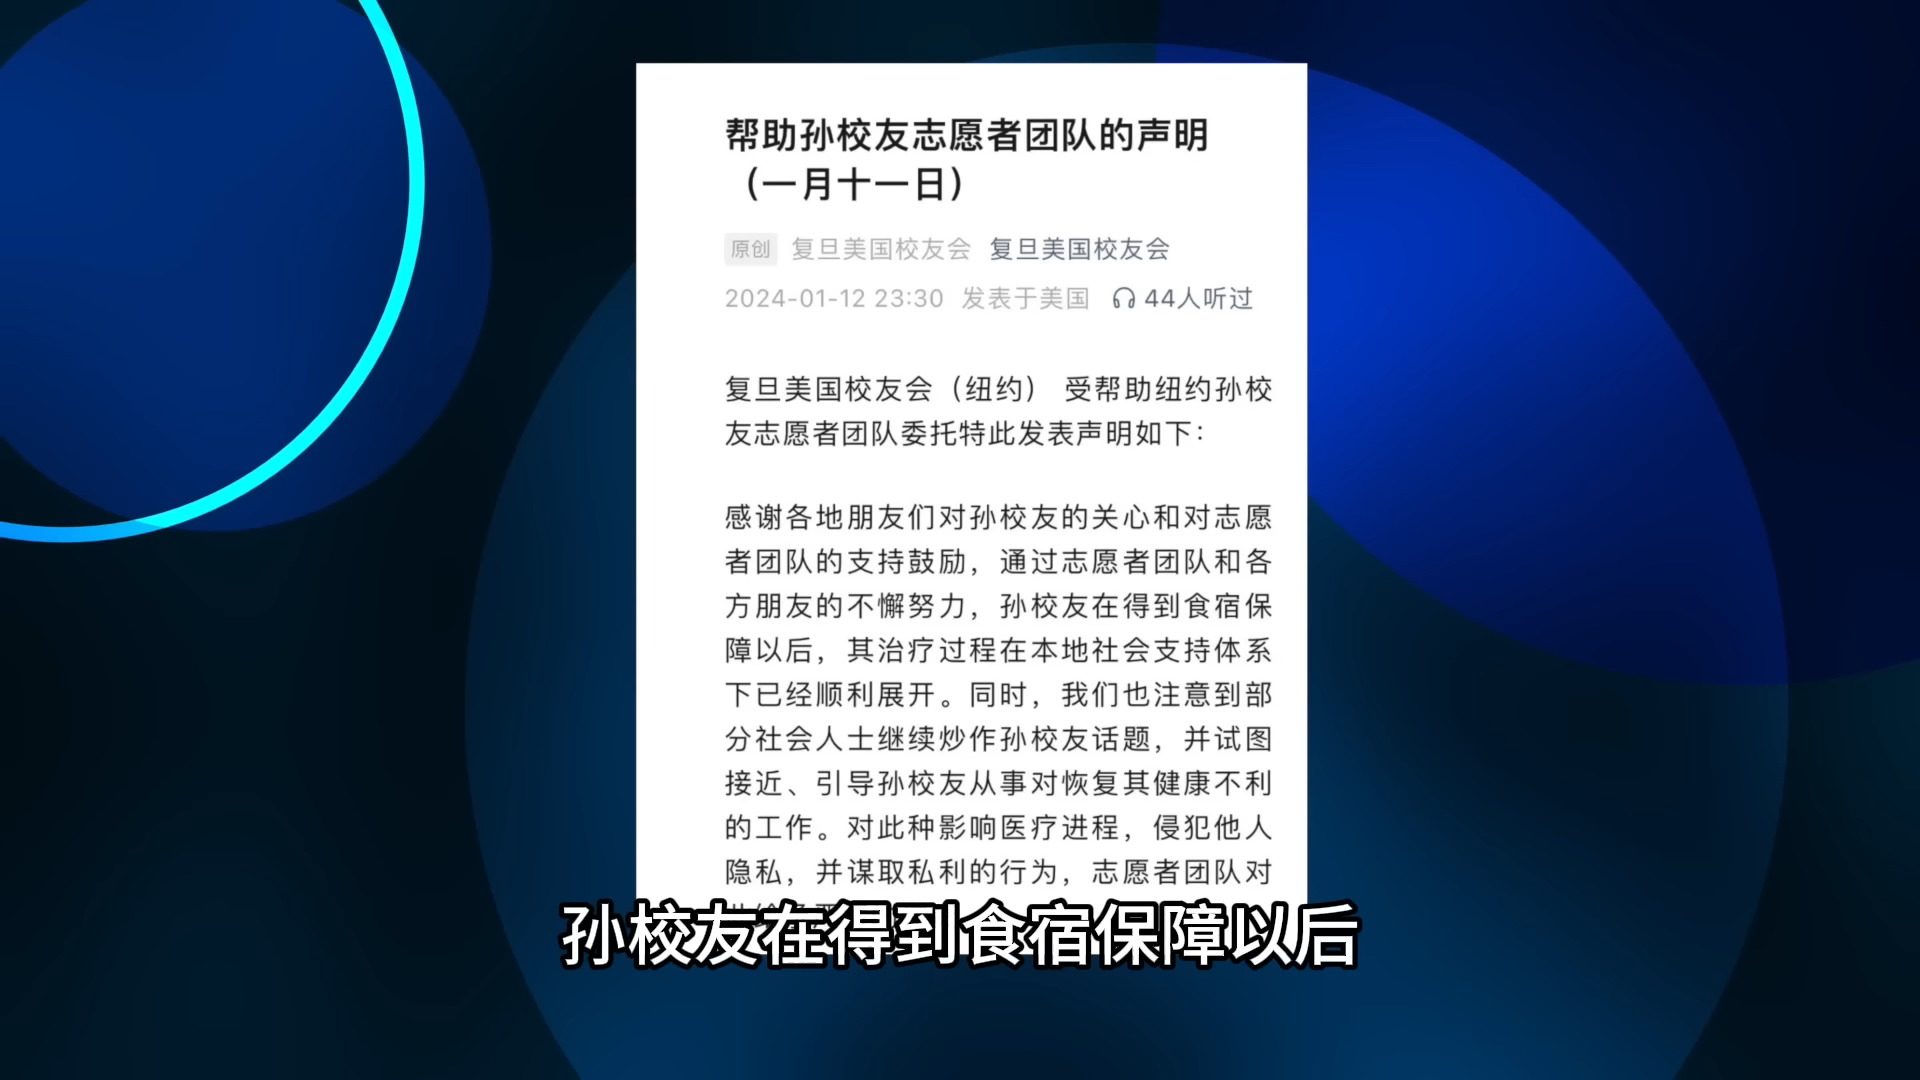 帮助孙校友志愿者团队的声明
（一月十一日）
原创 复旦美国校友会 复旦美国校友会
2024-01-12 23:30 发表于美国 44人听过
复旦美国校友会（纽约） 受帮助纽约孙校
友志愿者团队委托特此发表声明如下：
感谢各地朋友们对孙校友的关心和对志愿
者团队的支持鼓励，通过志愿者团队和各
方朋友的不懈努力，孙校友在得到食宿保
障以后，其治疗过程在本地社会支持体系
下已经顺利展开。同时，我们也注意到部
分社会人士继续炒作孙校友话题，并试图
接近、引导孙校友从事对恢复其健康不利
的工作。对此种影响医疗进程，侵犯他人
隐私，并谋取私利的行为，志愿者团队对
孙校友在得到食宿保障以后